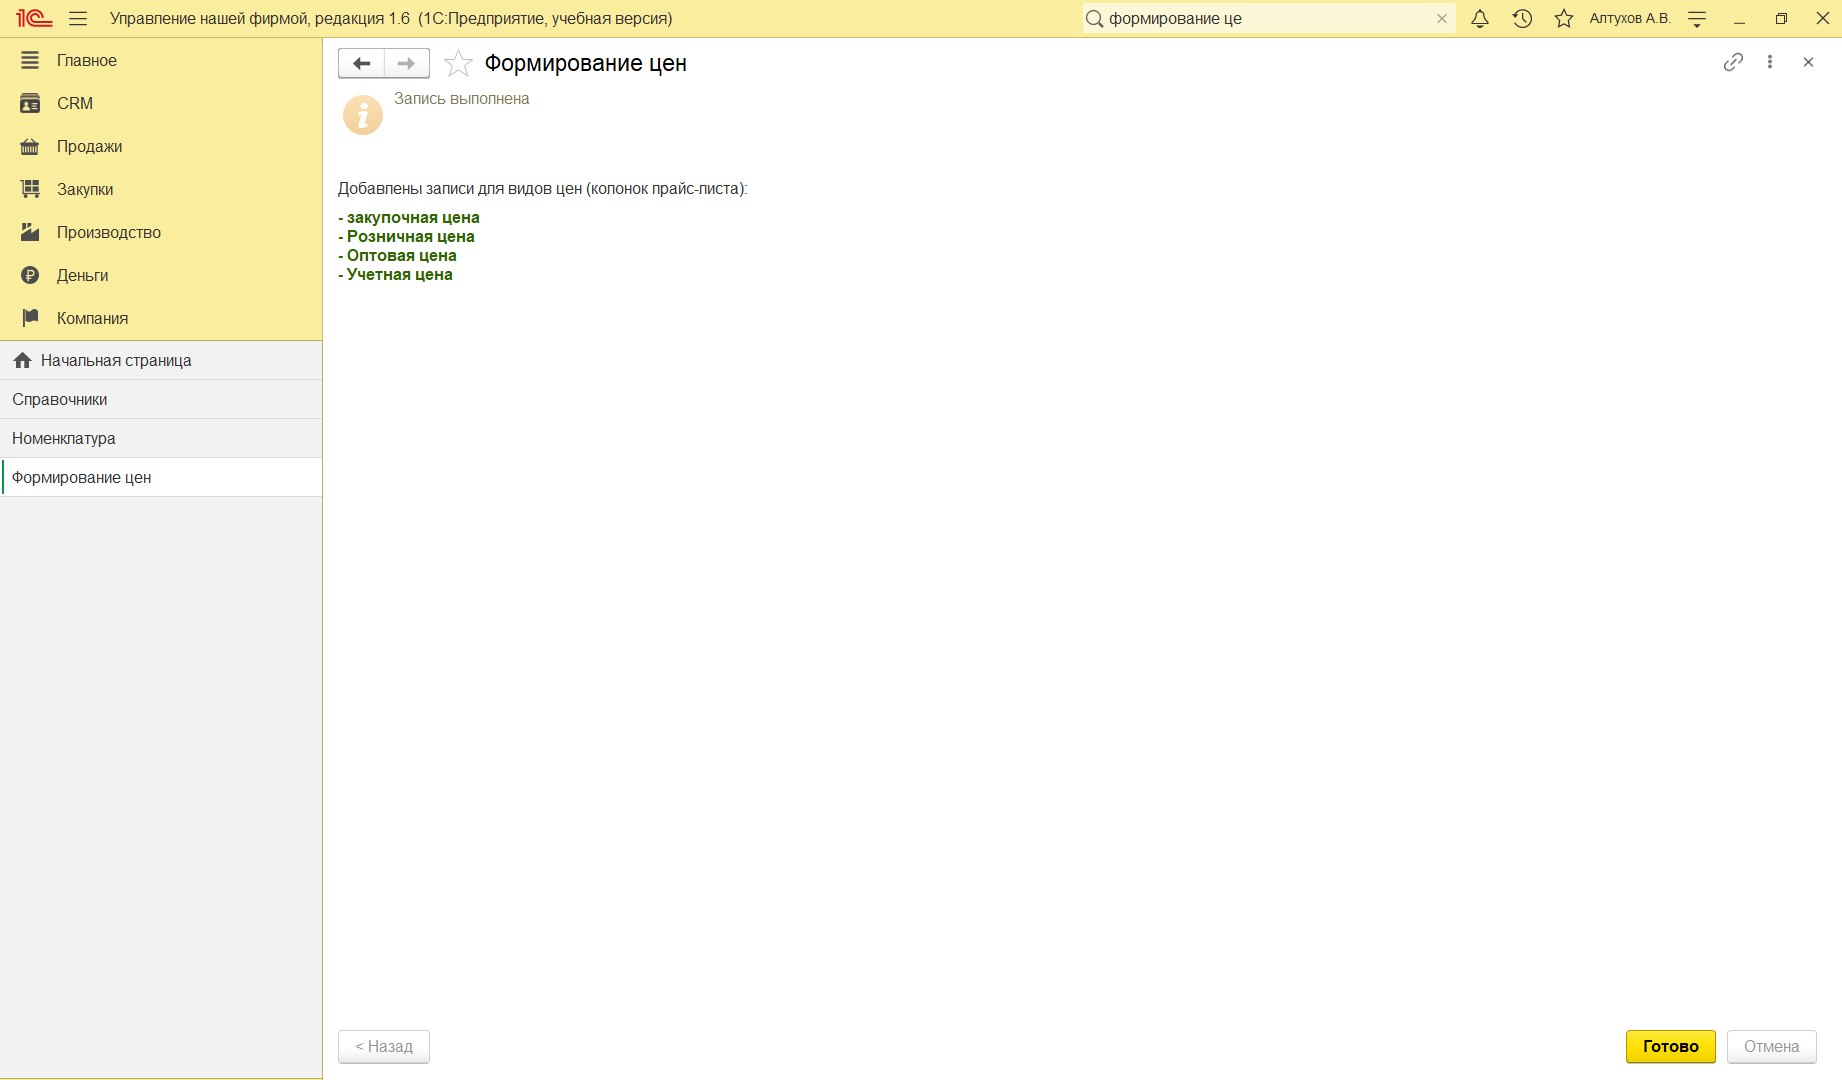 1С Управление нашей фирмой, редакция 1.6 (1С:Предприятие, учебная версия)
формирование це
Алтухов А.В.
Главное
CRM
Продажи
Закупки
Производство
Деньги
Компания
Начальная страница
Справочники
Номенклатура
Формирование цен
Формирование цен
Запись выполнена
Добавлены записи для видов цен (колонок прайс-листа):
- закупочная цена
- Розничная цена
- Оптовая цена
- Учетная цена
< Назад
Готово
Отмена